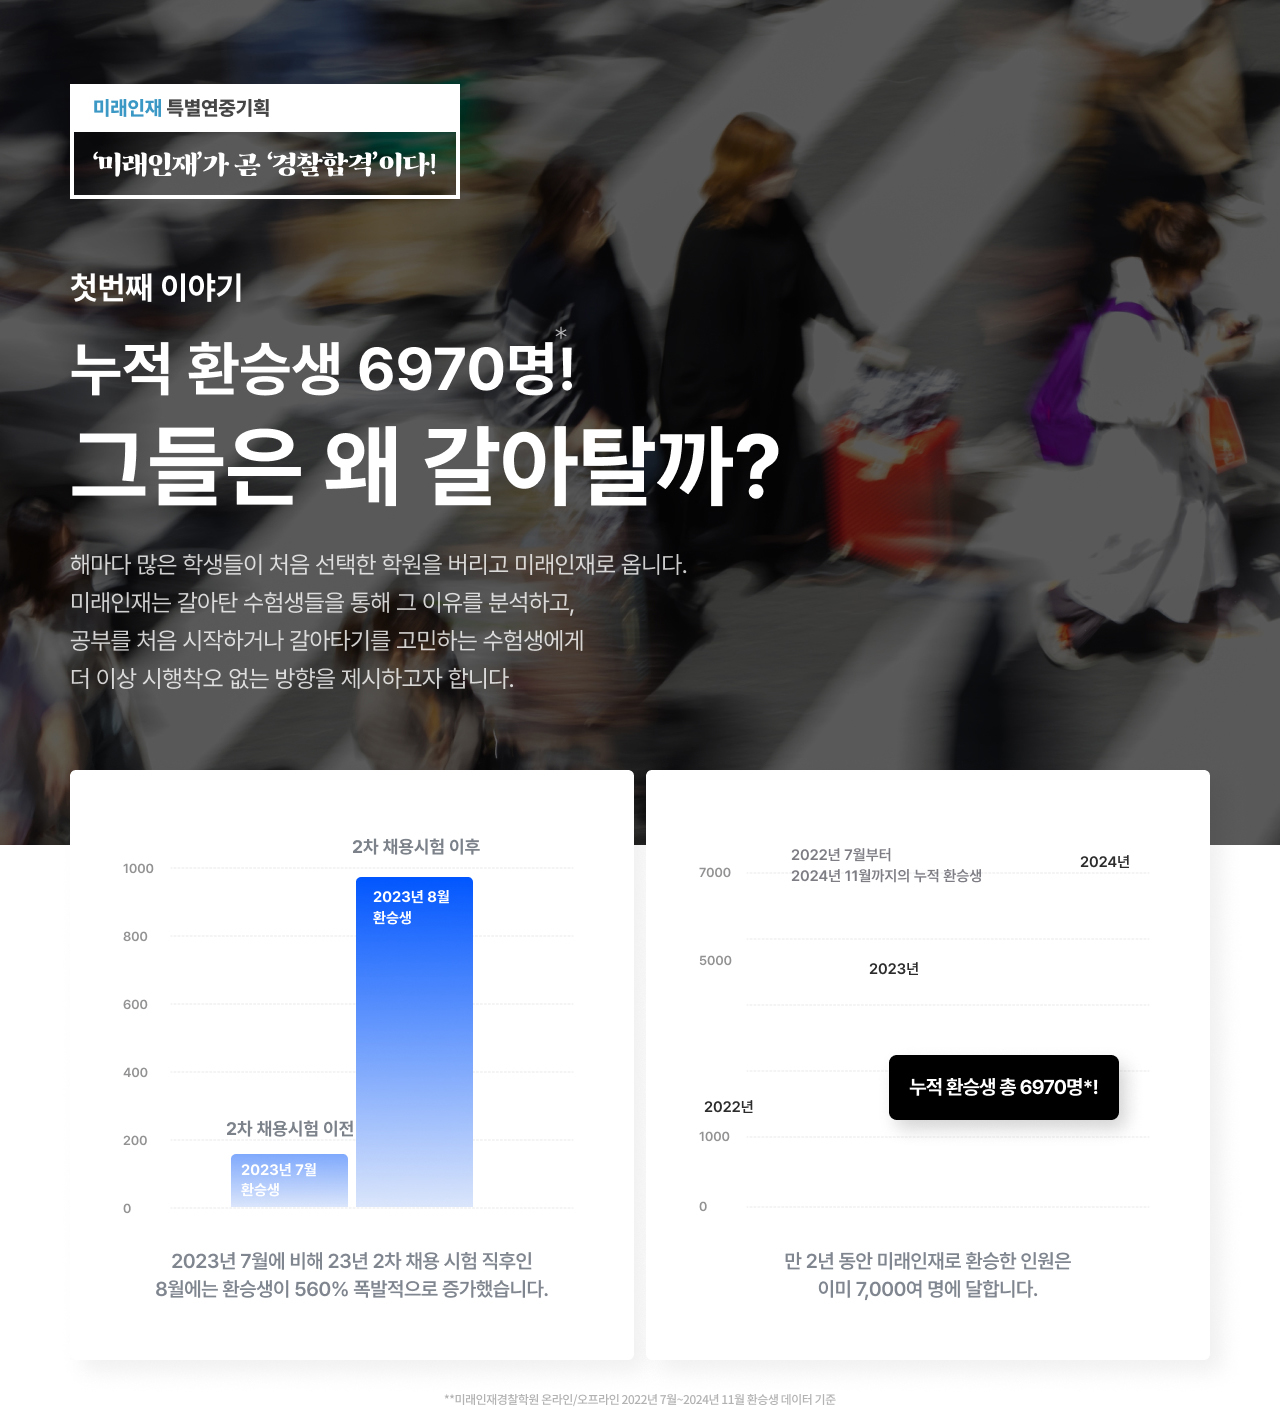 미래인재 특별연중기획
‘미래인재’가 곧 ‘경찰합격’이다!
첫번째 이야기
누적 환승생 6970명!*
그들은 왜 갈아탈까?
해마다 많은 학생들이 처음 선택한 학원을 버리고 미래인재로 옵니다.
미래인재는 갈아탄 수험생들을 통해 그 이유를 분석하고,
공부를 처음 시작하거나 갈아타기를 고민하는 수험생에게
더 이상 시행착오 없는 방향을 제시하고자 합니다.
2차 채용시험 이후
1000
2023년 8월
환승생
800
600
400
2차 채용시험 이전
200
2023년 7월
환승생
0
2023년 7월에 비해 23년 2차 채용 시험 직후인
8월에는 환승생이 560% 폭발적으로 증가했습니다.
2022년 7월부터
2024년 11월까지의 누적 환승생
2024년
7000
5000
2023년
누적 환승생 총 6970명*!
2022년
1000
0
만 2년 동안 미래인재로 환승한 인원은
이미 7,000여 명에 달합니다.
**미래인재경찰학원 온라인/오프라인 2022년 7월~2024년 11월 환승생 데이터 기준